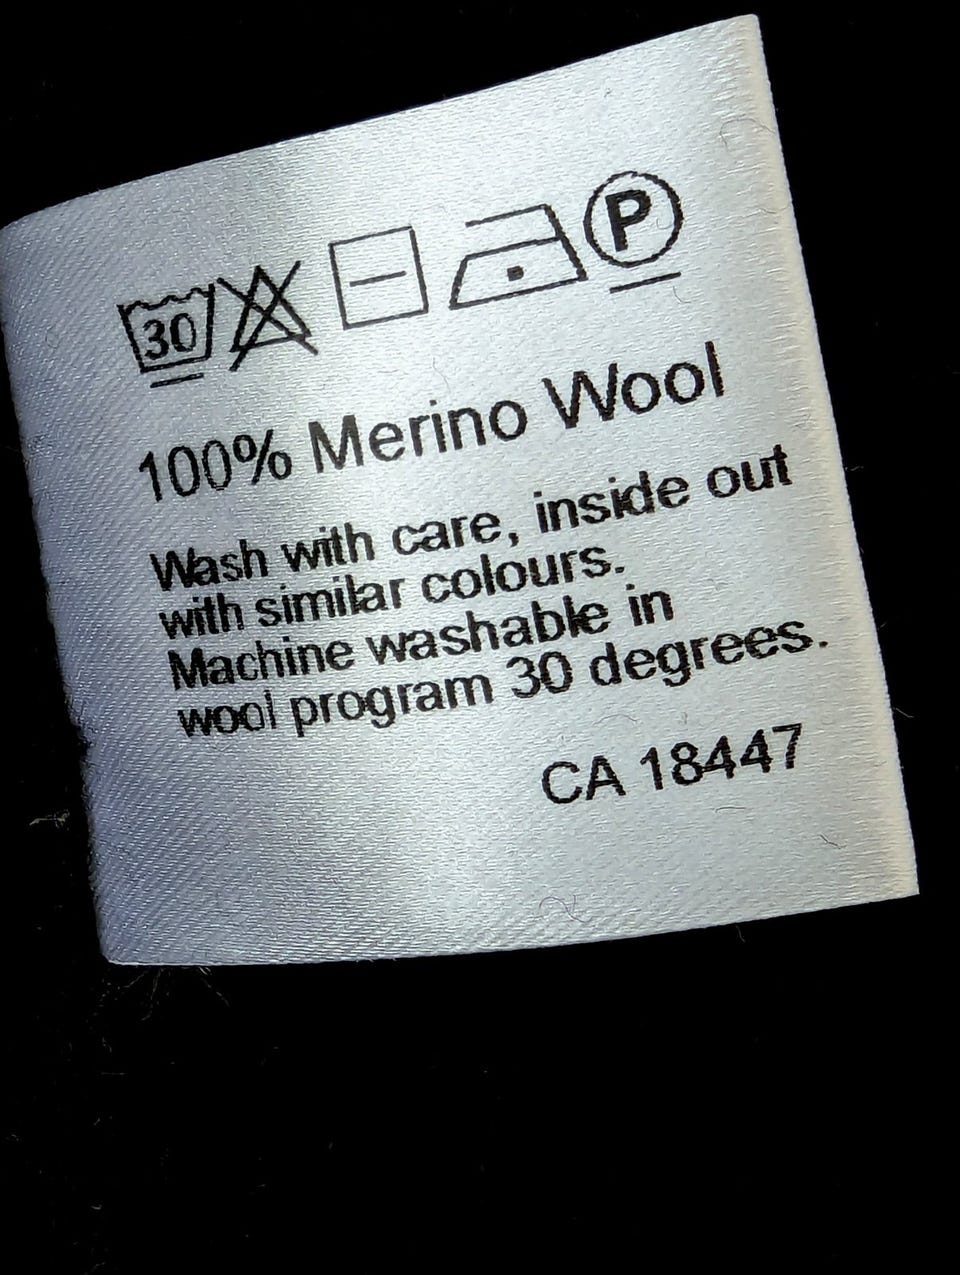 30 P
100% Merino Wool
Wash with care, inside out
with similar colours.
Machine washable in
wool program 30 degrees.
CA 18447